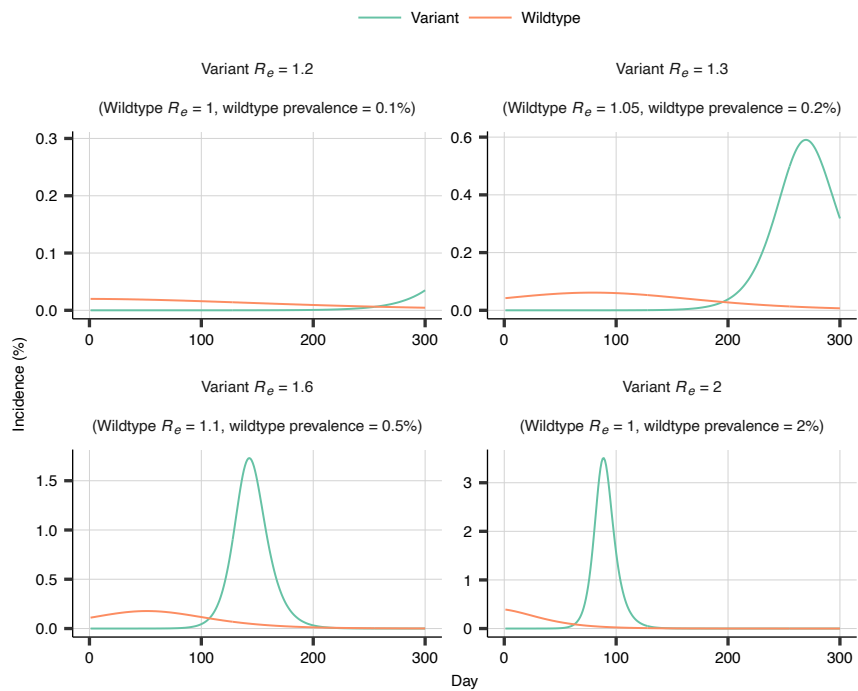 Variant Wildtype
Variant Re = 1.2
(Wildtype Re = 1, wildtype prevalence = 0.1%)
0.3
0.2
0.1
0.0
0 100 200 300
Variant Re = 1.3
(Wildtype Re = 1.05, wildtype prevalence = 0.2%)
0.6
0.4
0.2
0.0
0 100 200 300
Incidence (%)
Variant Re = 1.6
(Wildtype Re = 1.1, wildtype prevalence = 0.5%)
1.5
1.0
0.5
0.0
0 100 200 300
Variant Re = 2
(Wildtype Re = 1, wildtype prevalence = 2%)
3
2
1
0
0 100 200 300
Day